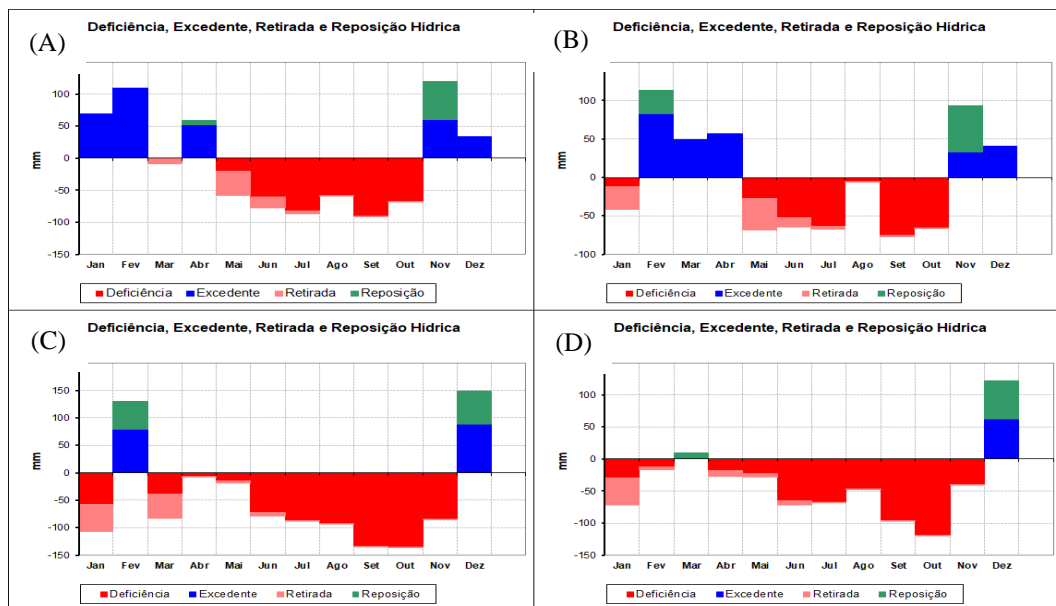 (A)
Deficiência, Excedente, Retirada e Reposição Hídrica
mm
100
50
0
-50
-100
-150
Jan Fev Mar Abr Mai Jun Jul Ago Set Out Nov Dez
Deficiência Excedente Retirada Reposição
(B)
Deficiência, Excedente, Retirada e Reposição Hídrica
mm
100
50
0
-50
-100
Jan Fev Mar Abr Mai Jun Jul Ago Set Out Nov Dez
Deficiência Excedente Retirada Reposição
(C)
Deficiência, Excedente, Retirada e Reposição Hídrica
mm
150
100
50
0
-50
-100
-150
Jan Fev Mar Abr Mai Jun Jul Ago Set Out Nov Dez
Deficiência Excedente Retirada Reposição
(D)
Deficiência, Excedente, Retirada e Reposição Hídrica
mm
100
50
0
-50
-100
-150
Jan Fev Mar Abr Mai Jun Jul Ago Set Out Nov Dez
Deficiência Excedente Retirada Reposição